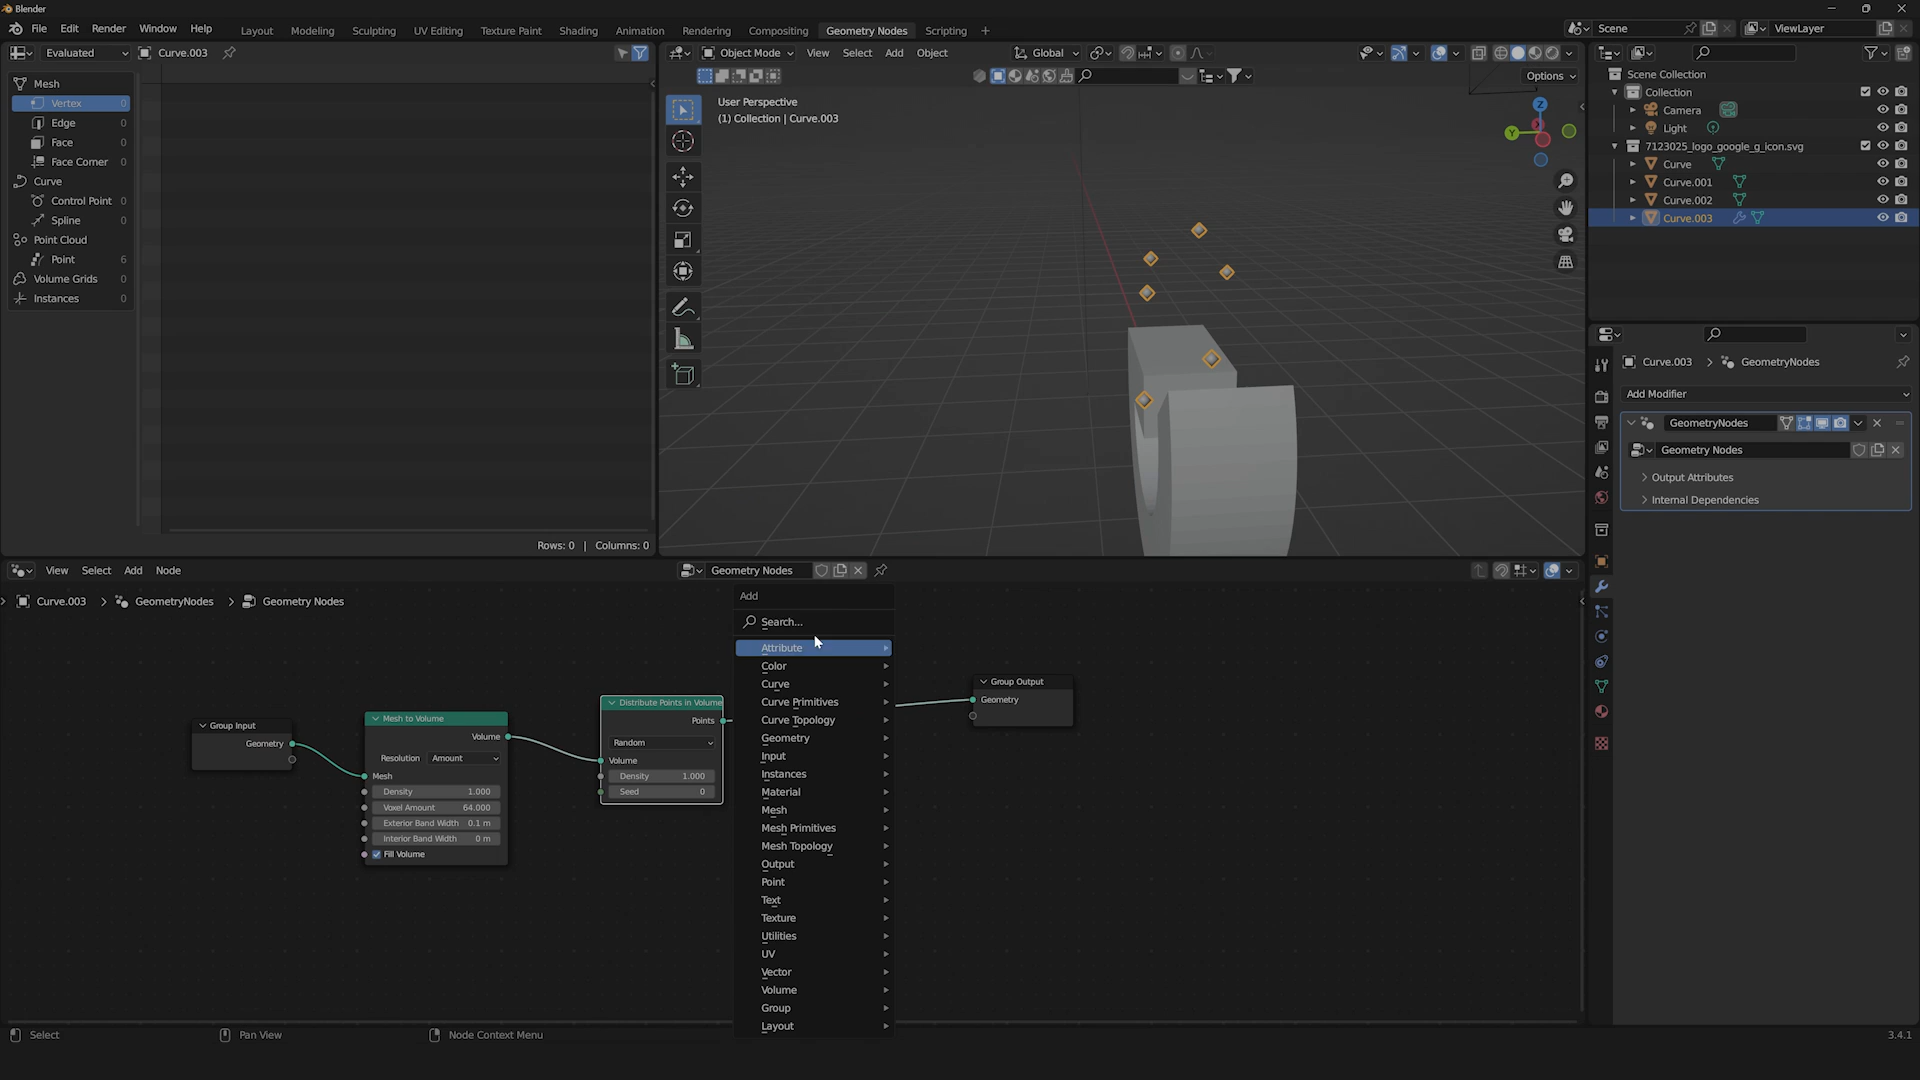 Blender
File Edit Render Window Help
Layout Modeling Sculpting UV Editing Texture Paint Shading Animation Rendering Compositing Geometry Nodes Scripting +
Scene ViewLayer
Evaluated Curve.003
Object Mode View Select Add Object Global
Options
Mesh
Vertex 0
Edge 0
Face 0
Face Corner 0
Curve
Control Point 0
Spline 0
Point Cloud
Point 6
Volume Grids 0
Instances 0
Rows: 0 | Columns: 0
User Perspective
(1) Collection | Curve.003
Z
Y
Scene Collection
Collection
Camera
Light
7123025_logo_google_g_icon.svg
Curve
Curve.001
Curve.002
Curve.003
Curve.003 > GeometryNodes
Add Modifier
GeometryNodes
Geometry Nodes
> Output Attributes
> Internal Dependencies
View Select Add Node
Geometry Nodes
Curve.003 > GeometryNodes > Geometry Nodes
Group Input
Geometry
Mesh to Volume
Volume
Resolution Amount
Mesh
Density 1.000
Voxel Amount 64.000
Exterior Band Width 0.1 m
Interior Band Width 0 m
Fill Volume
Distribute Points in Volume
Points
Random
Volume
Density 1.000
Seed 0
Add
Search...
Attribute
Color
Curve
Curve Primitives
Curve Topology
Geometry
Input
Instances
Material
Mesh
Mesh Primitives
Mesh Topology
Output
Point
Text
Texture
Utilities
UV
Vector
Volume
Group
Layout
Group Output
Geometry
Select Pan View Node Context Menu
3.4.1